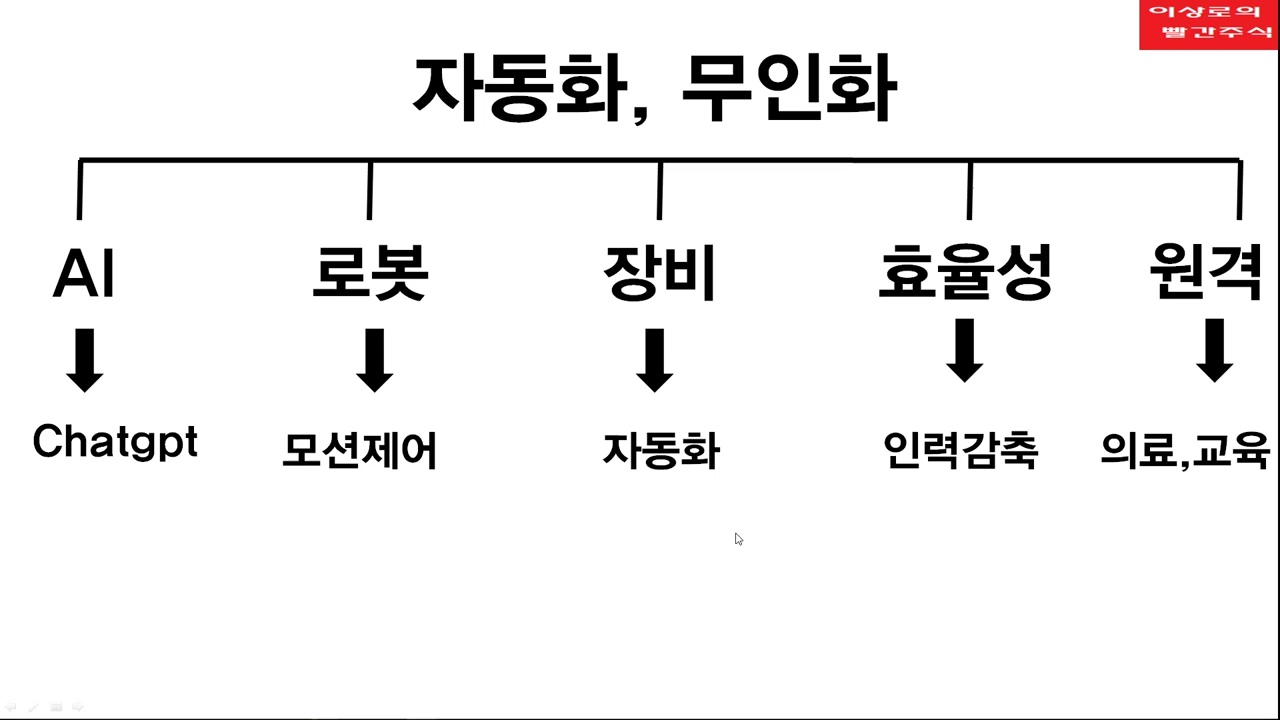 이상로의
빨간주식
자동화, 무인화
AI 로봇 장비 효율성 원격
Chatgpt 모션제어 자동화 인력감축 의료,교육